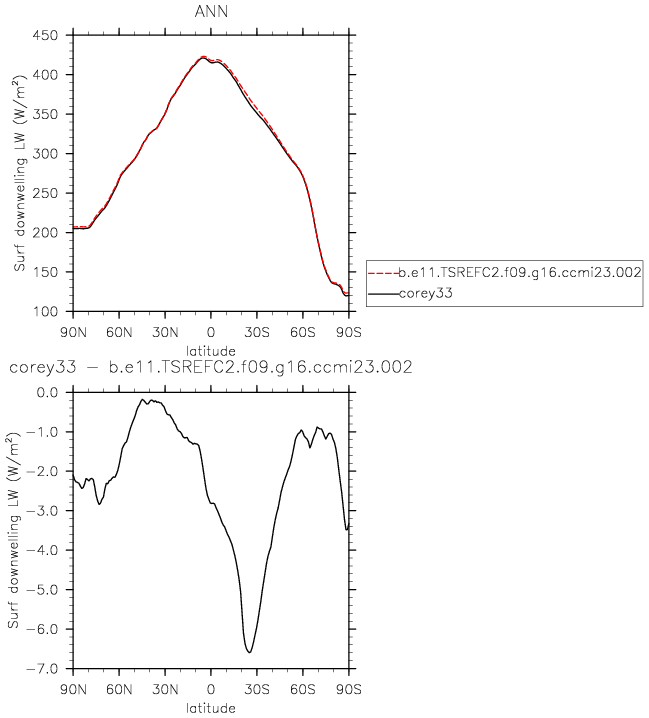 ANN
Surf downwelling LW (W/m²)
450
400
350
300
250
200
150
100
90N 60N 30N 0 30S 60S 90S
latitude
b.e11.TSREFC2.f09.g16.ccmi23.002
corey33
corey33 − b.e11.TSREFC2.f09.g16.ccmi23.002
Surf downwelling LW (W/m²)
0.0
−1.0
−2.0
−3.0
−4.0
−5.0
−6.0
−7.0
90N 60N 30N 0 30S 60S 90S
latitude